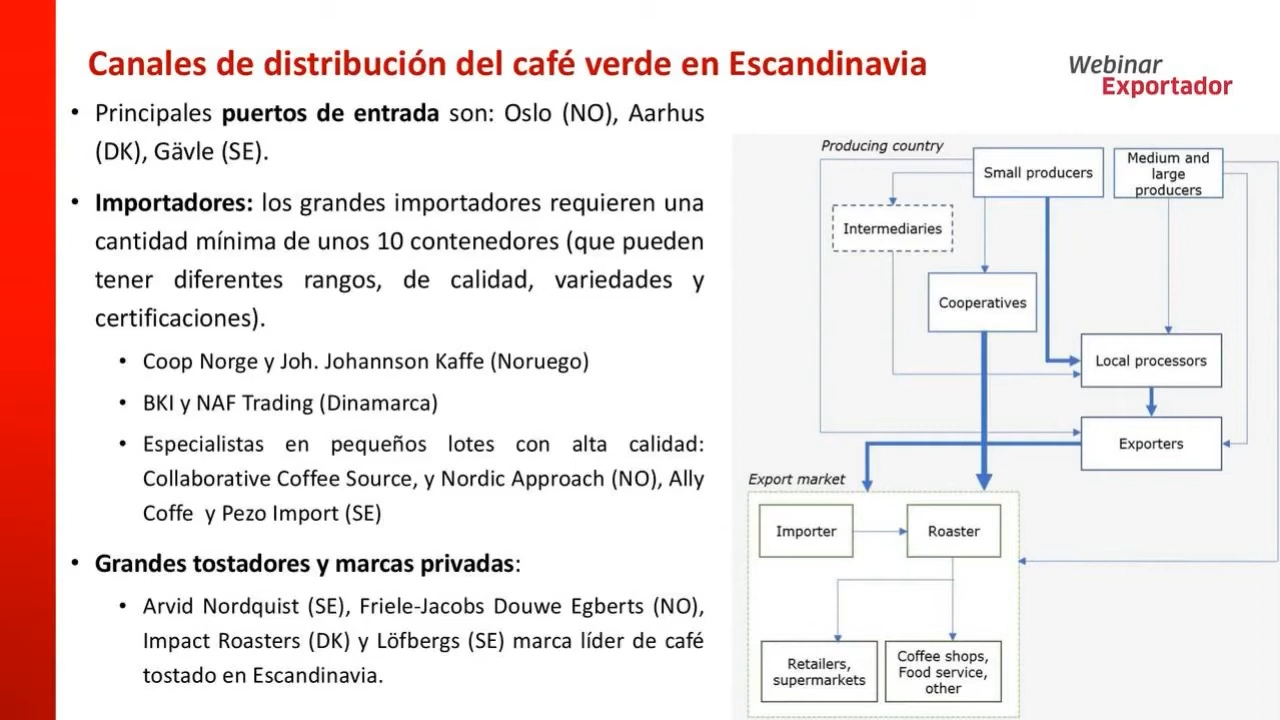 Canales de distribución del café verde en Escandinavia
Webinar
Exportador
• Principales puertos de entrada son: Oslo (NO), Aarhus
(DK), Gävle (SE).
• Importadores: los grandes importadores requieren una
cantidad mínima de unos 10 contenedores (que pueden
tener diferentes rangos, de calidad, variedades y
certificaciones).
• Coop Norge y Joh. Johannson Kaffe (Noruego)
• BKI y NAF Trading (Dinamarca)
• Especialistas en pequeños lotes con alta calidad:
Collaborative Coffee Source, y Nordic Approach (NO), Ally
Coffe y Pezo Import (SE)
• Grandes tostadores y marcas privadas:
• Arvid Nordquist (SE), Friele-Jacobs Douwe Egberts (NO),
Impact Roasters (DK) y Löfbergs (SE) marca líder de café
tostado en Escandinavia.
Producing country
Small producers
Medium and
large
producers
Intermediaries
Cooperatives
Local processors
Exporters
Export market
Importer
Roaster
Retailers,
supermarkets
Coffee shops,
Food service,
other